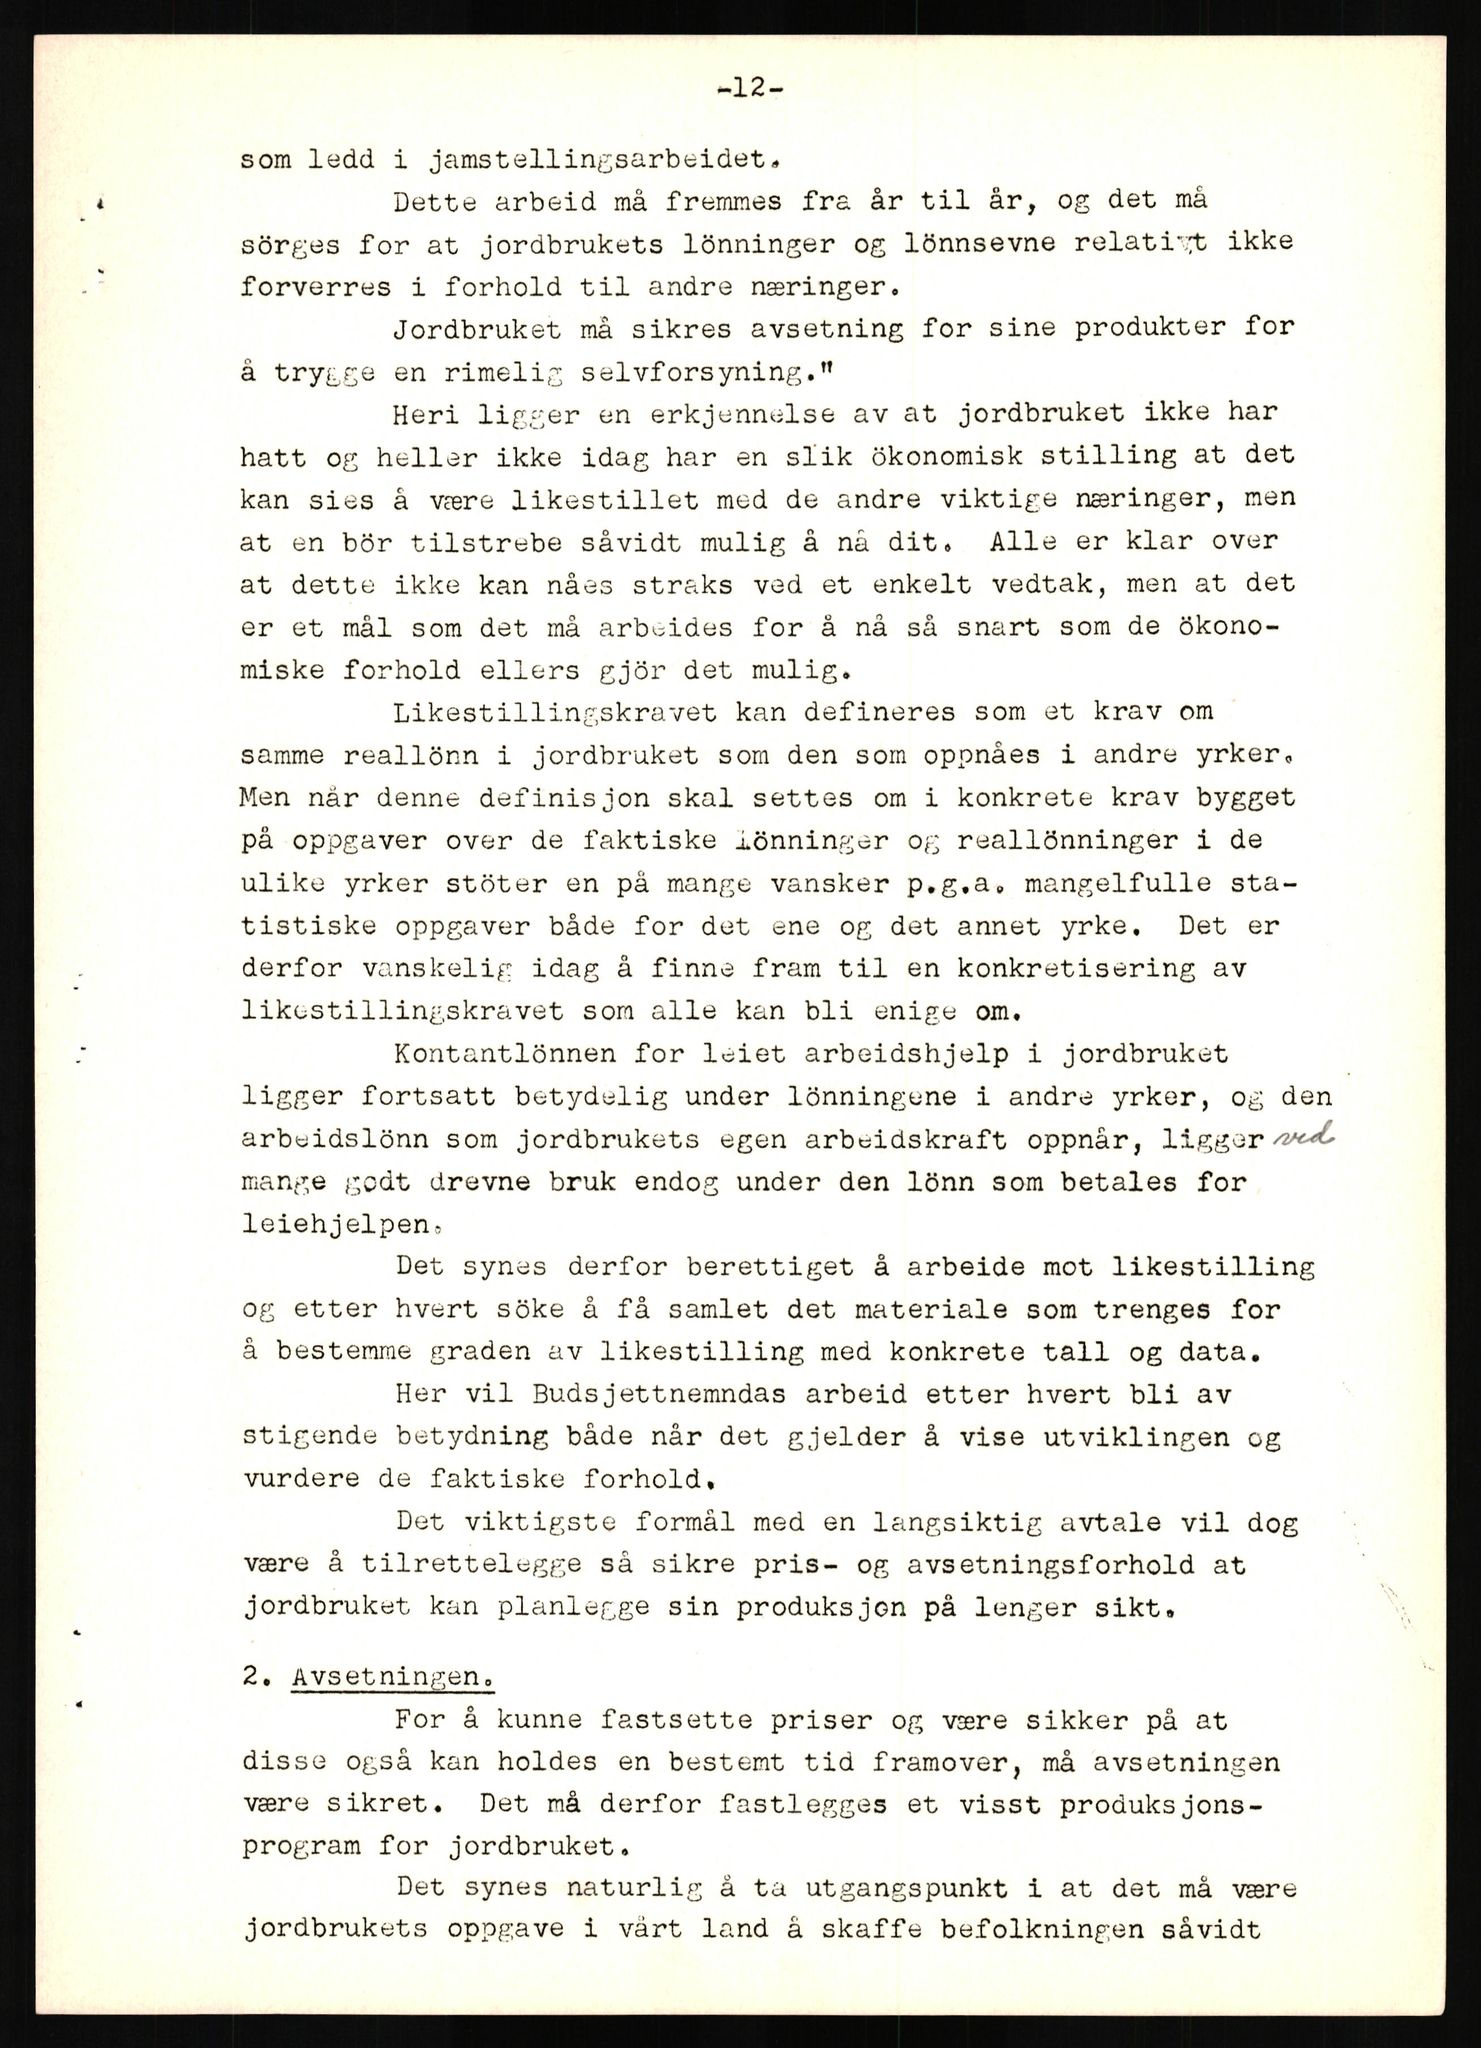 -12-
som ledd i jamstellingsarbeidet.
Dette arbeid må fremmes fra år til år, og det må
sörges for at jordbrukets lönninger og lönnsevne relativt ikke
forverres i forhold til andre næringer.
Jordbruket må sikres avsetning for sine produkter for
å trygge en rimelig selvforsyning."
Heri ligger en erkjennelse av at jordbruket ikke har
hatt og heller ikke idag har en slik ökonomisk stilling at det
kan sies å være likestillet med de andre viktige næringer, men
at en bör tilstrebe såvidt mulig å nå dit. Alle er klar over
at dette ikke kan nåes straks ved et enkelt vedtak, men at det
er et mål som det må arbeides for å nå så snart som de ökono-
miske forhold ellers gjör det mulig.
Likestillingskravet kan defineres som et krav om
samme reallönn i jordbruket som den som oppnåes i andre yrker.
Men når denne definisjon skal settes om i konkrete krav bygget
på oppgaver over de faktiske lönninger og reallönninger i de
ulike yrker stöter en på mange vansker p.g.a. mangelfulle sta-
tistiske oppgaver både for det ene og det annet yrke. Det er
derfor vanskelig idag å finne fram til en konkretisering av
likestillingskravet som alle kan bli enige om.
Kontantlönnen for leiet arbeidshjelp i jordbruket
ligger fortsatt betydelig under lönningene i andre yrker, og den
arbeidslönn som jordbrukets egen arbeidskraft oppnår, ligger ved
mange godt drevne bruk endog under den lönn som betales for
leiehjelpen.
Det synes derfor berettiget å arbeide mot likestilling
og etter hvert söke å få samlet det materiale som trenges for
å bestemme graden av likestilling med konkrete tall og data.
Her vil Budsjettnemndas arbeid etter hvert bli av
stigende betydning både når det gjelder å vise utviklingen og
vurdere de faktiske forhold.
Det viktigste formål med en langsiktig avtale vil dog
være å tilrettelegge så sikre pris- og avsetningsforhold at
jordbruket kan planlegge sin produksjon på lenger sikt.
2. Avsetningen.
For å kunne fastsette priser og være sikker på at
disse også kan holdes en bestemt tid framover, må avsetningen
være sikret. Det må derfor fastlegges et visst produksjons-
program for jordbruket.
Det synes naturlig å ta utgangspunkt i at det må være
jordbrukets oppgave i vårt land å skaffe befolkningen såvidt